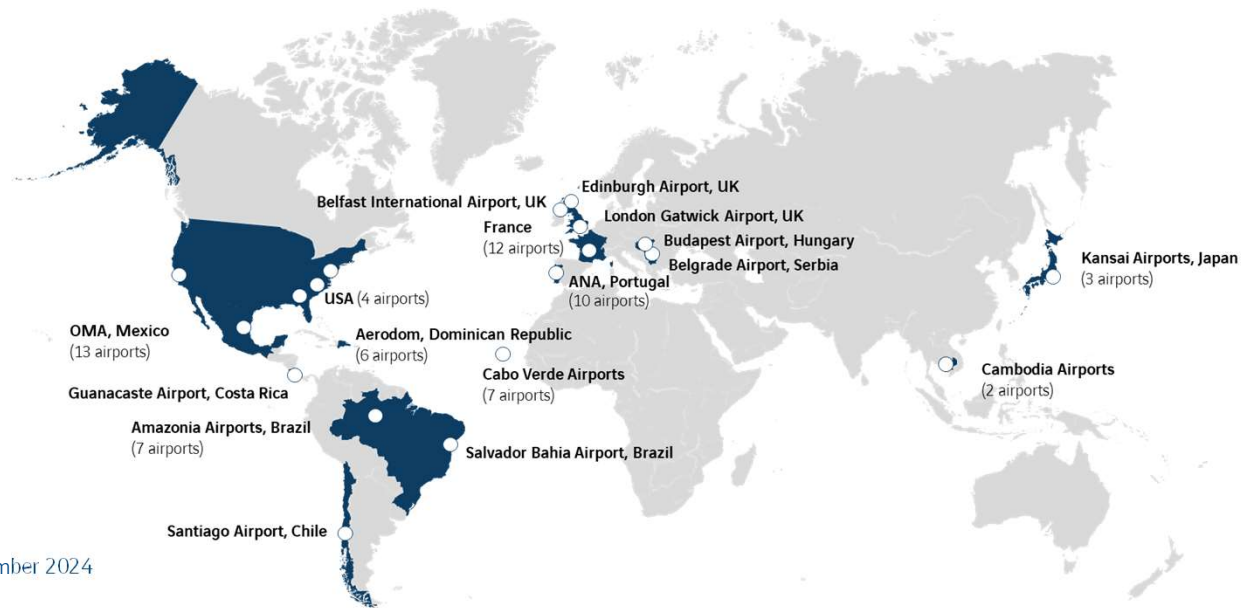 Edinburgh Airport, UK
Belfast International Airport, UK
London Gatwick Airport, UK
France
(12 airports)
Budapest Airport, Hungary
Belgrade Airport, Serbia
Kansai Airports, Japan
(3 airports)
ANA, Portugal
(10 airports)
USA (4 airports)
OMA, Mexico
(13 airports)
Aerodom, Dominican Republic
(6 airports)
Cabo Verde Airports
(7 airports)
Cambodia Airports
(2 airports)
Guanacaste Airport, Costa Rica
Amazonia Airports, Brazil
(7 airports)
Salvador Bahia Airport, Brazil
Santiago Airport, Chile
2024